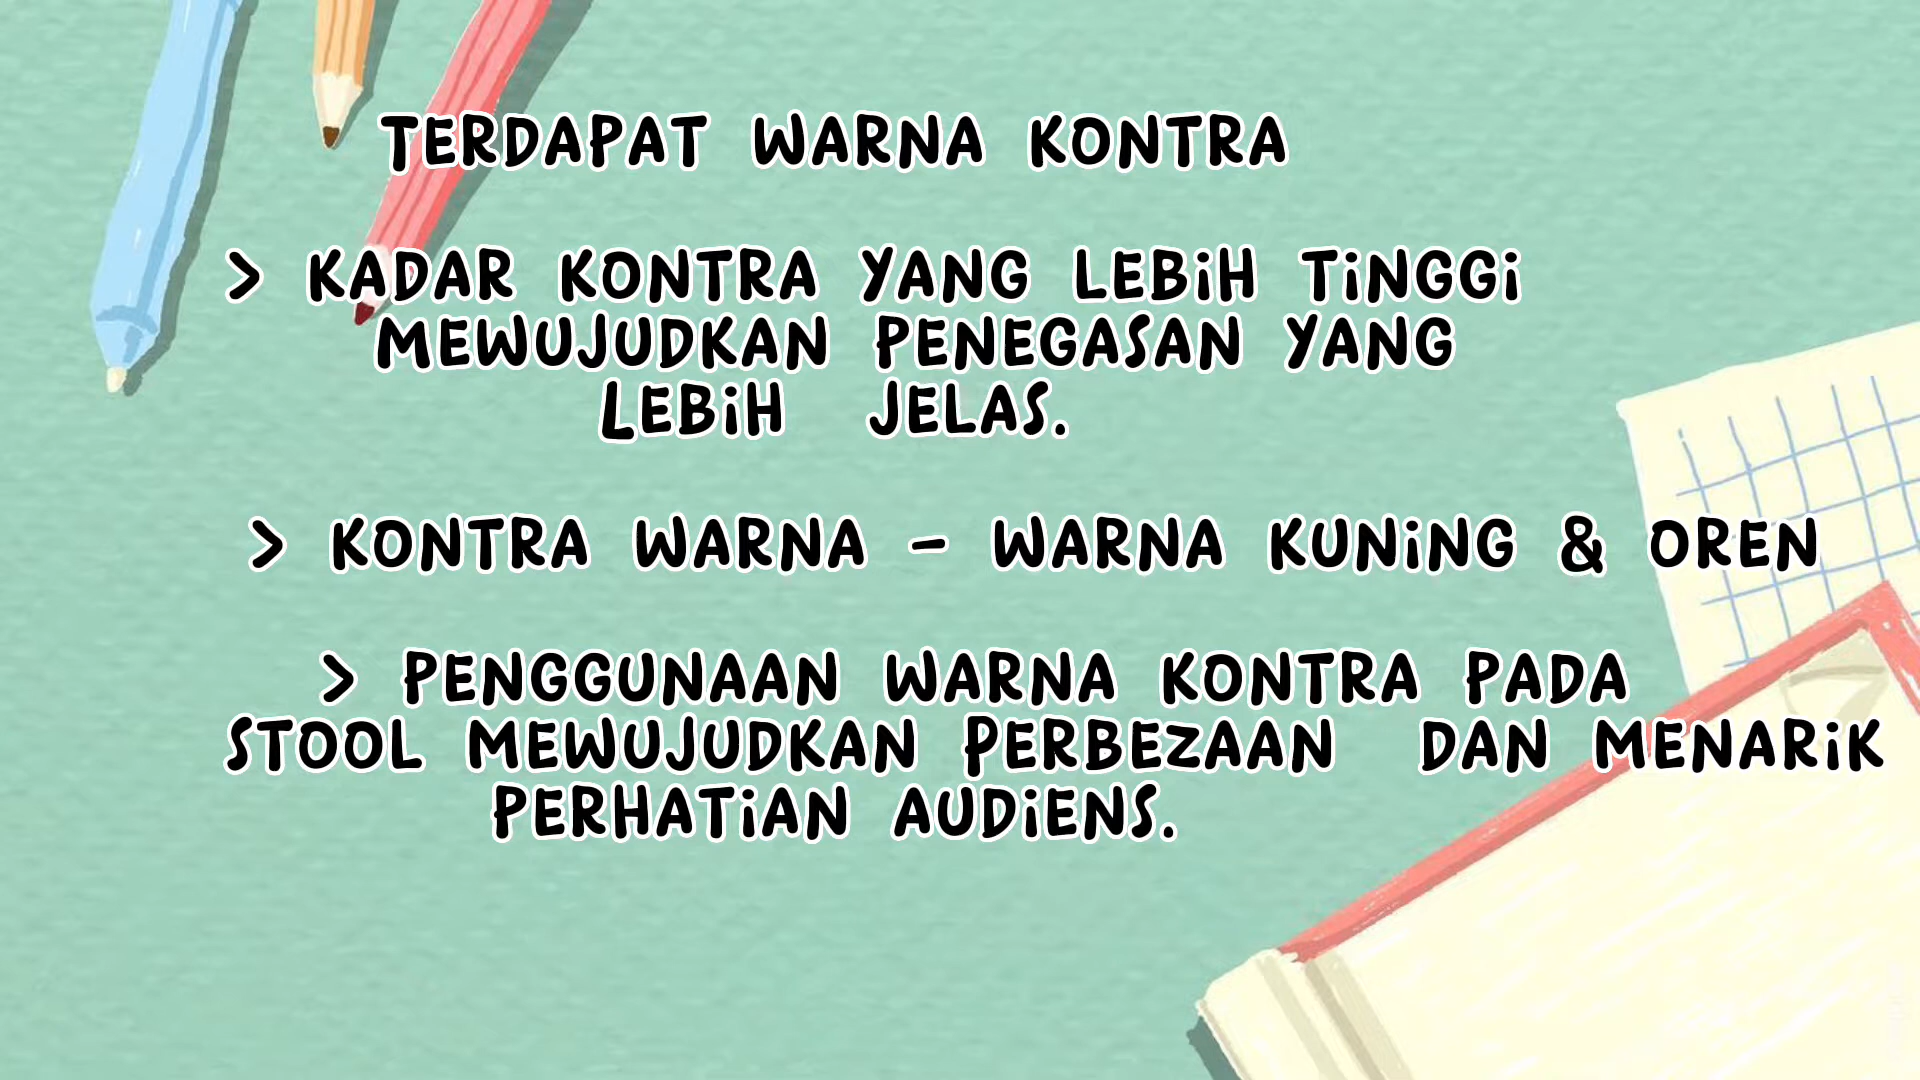 TERDAPAT WARNA KONTRA
> KADAR KONTRA YANG LEBiH TiNGGi
MEWUJUDKAN PENEGASAN YANG
LEBiH JELAS.
> KONTRA WARNA - WARNA KUNiNG & OREN
> PENGGUNAAN WARNA KONTRA PADA
STOOL MEWUJUDKAN PERBEZAAN DAN MENARiK
PERHATiAN AUDiENS.